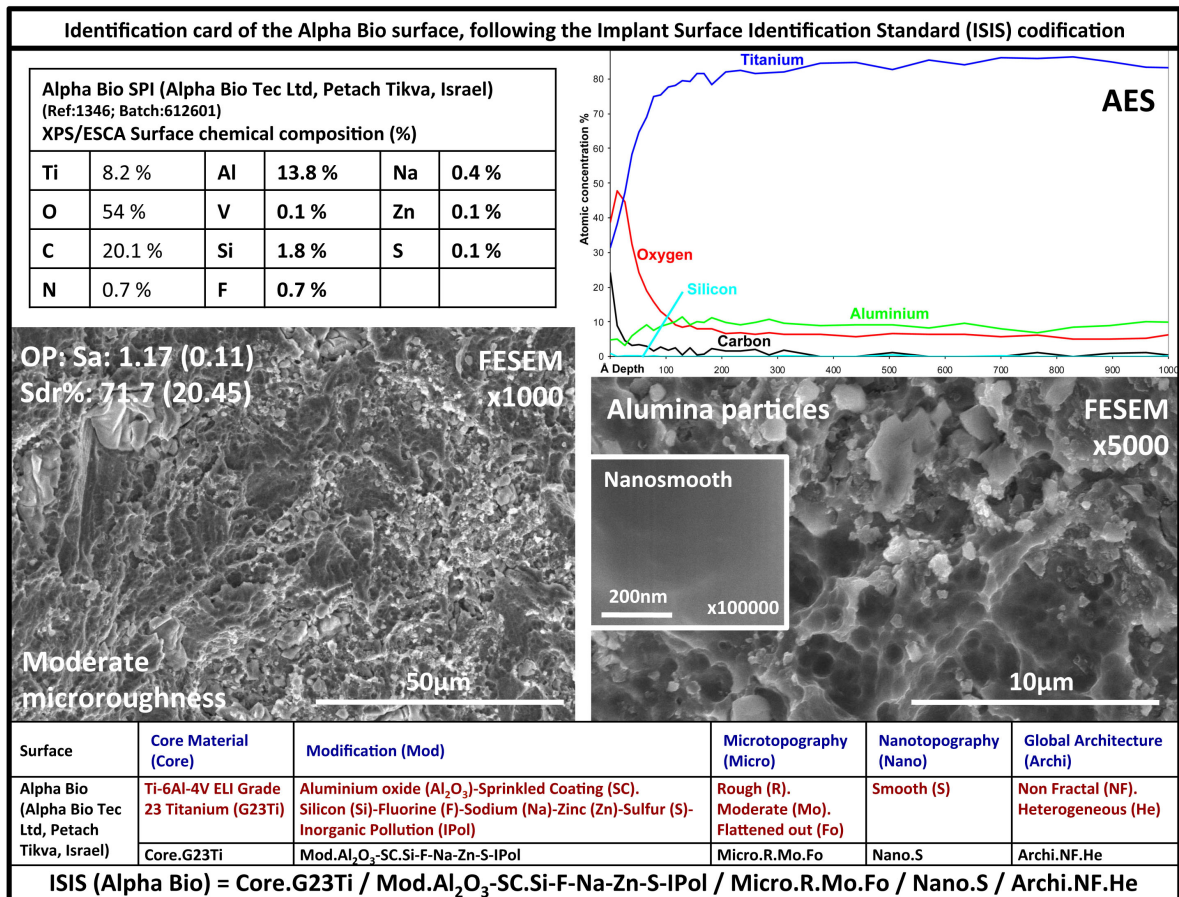 Identification card of the Alpha Bio surface, following the Implant Surface Identification Standard (ISIS) codification
Alpha Bio SPI (Alpha Bio Tec Ltd, Petach Tikva, Israel)
(Ref:1346; Batch:612601)
XPS/ESCA Surface chemical composition (%)
Ti 8.2 % Al 13.8 % Na 0.4 %
O 54 % V 0.1 % Zn 0.1 %
C 20.1 % Si 1.8 % S 0.1 %
N 0.7 % F 0.7 %
Atomic concentration %
80
70
60
50
40
30
20
10
0
Titanium
AES
Oxygen
Silicon
Aluminium
Carbon
Å Depth 100 200 300 400 500 600 700 800 900 1000
OP: Sa: 1.17 (0.11)
Sdr%: 71.7 (20.45)
FESEM
x1000
Moderate
microroughness
50µm
Alumina particles
FESEM
x5000
Nanosmooth
200nm
x100000
10µm
Surface
Core Material
(Core)
Modification (Mod)
Microtopography
(Micro)
Nanotopography
(Nano)
Global Architecture
(Archi)
Alpha Bio
(Alpha Bio Tec
Ltd, Petach
Tikva, Israel)
Ti-6Al-4V ELI Grade
23 Titanium (G23Ti)
Aluminium oxide (Al₂O₃)-Sprinkled Coating (SC).
Silicon (Si)-Fluorine (F)-Sodium (Na)-Zinc (Zn)-Sulfur (S)-
Inorganic Pollution (IPol)
Rough (R).
Moderate (Mo).
Flattened out (Fo)
Smooth (S)
Non Fractal (NF).
Heterogeneous (He)
Core.G23Ti
Mod.Al₂O₃-SC.Si-F-Na-Zn-S-IPol
Micro.R.Mo.Fo
Nano.S
Archi.NF.He
ISIS (Alpha Bio) = Core.G23Ti / Mod.Al₂O₃-SC.Si-F-Na-Zn-S-IPol / Micro.R.Mo.Fo / Nano.S / Archi.NF.He